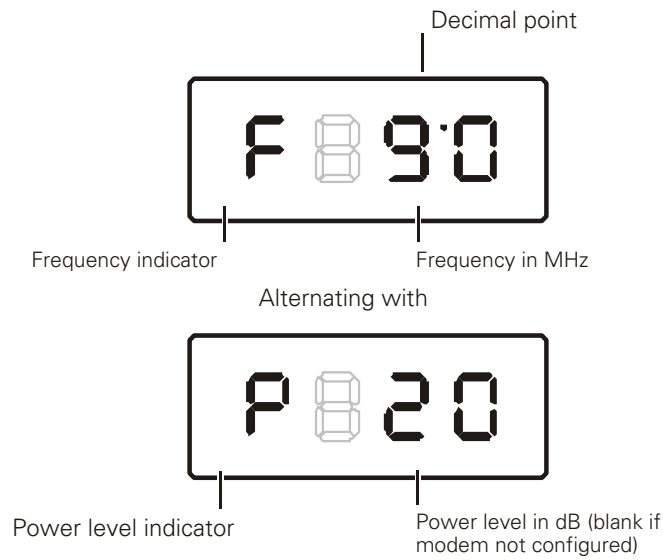 Decimal point
F 9.0
Frequency indicator
Frequency in MHz
Alternating with
P 20
Power level indicator
Power level in dB (blank if
modem not configured)